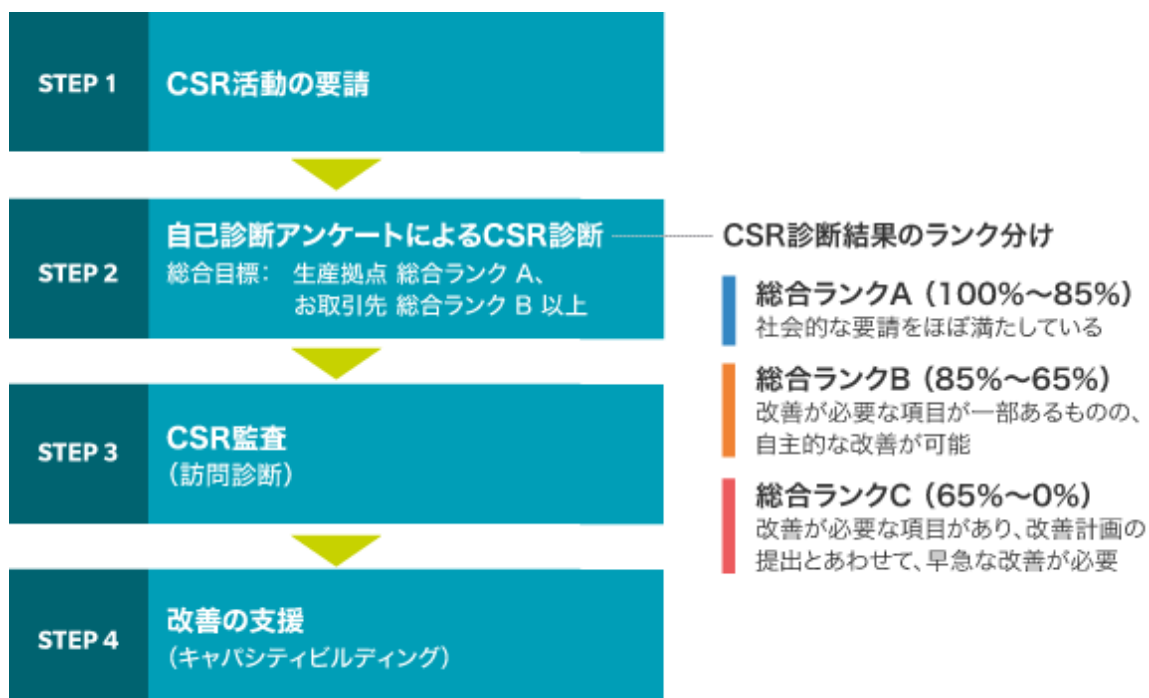 STEP 1
CSR活動の要請
STEP 2
自己診断アンケートによるCSR診断
総合目標： 生産拠点 総合ランク A、
お取引先 総合ランク B 以上
CSR診断結果のランク分け
総合ランクA（100%～85%）
社会的な要請をほぼ満たしている
総合ランクB（85%～65%）
改善が必要な項目が一部あるものの、
自主的な改善が可能
総合ランクC（65%～0%）
改善が必要な項目があり、改善計画の
提出とあわせて、早急な改善が必要
STEP 3
CSR監査
（訪問診断）
STEP 4
改善の支援
（キャパシティビルディング）